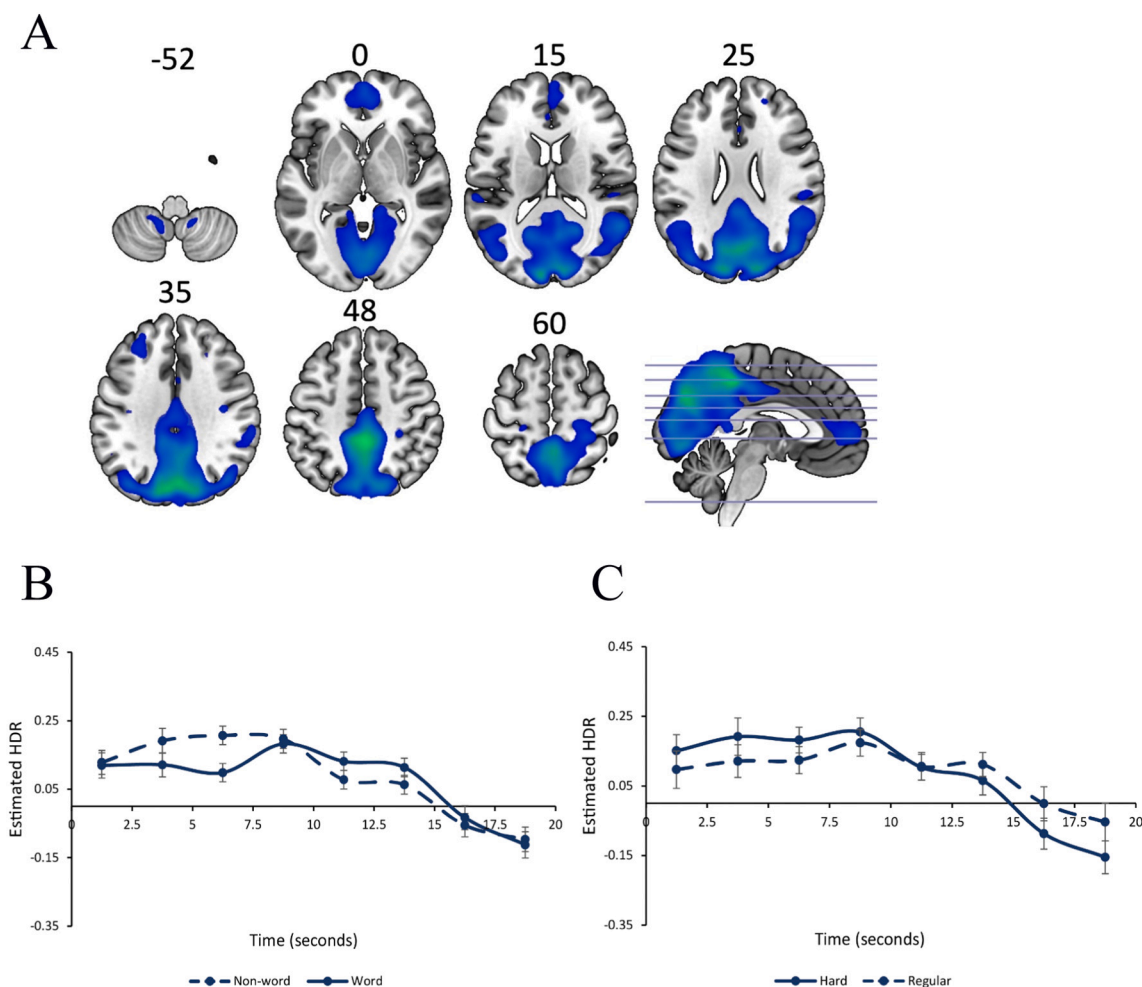 A
-52 0 15 25
35 48 60
B C
0.45 0.45
0.25 0.25
0.05 0.05
-0.15 -0.15
-0.35 -0.35
0 2.5 5 7.5 10 12.5 15 17.5 20
0 2.5 5 7.5 10 12.5 15 17.5 20
Estimated HDR Estimated HDR
Time (seconds) Time (seconds)
Non-word Word Hard Regular